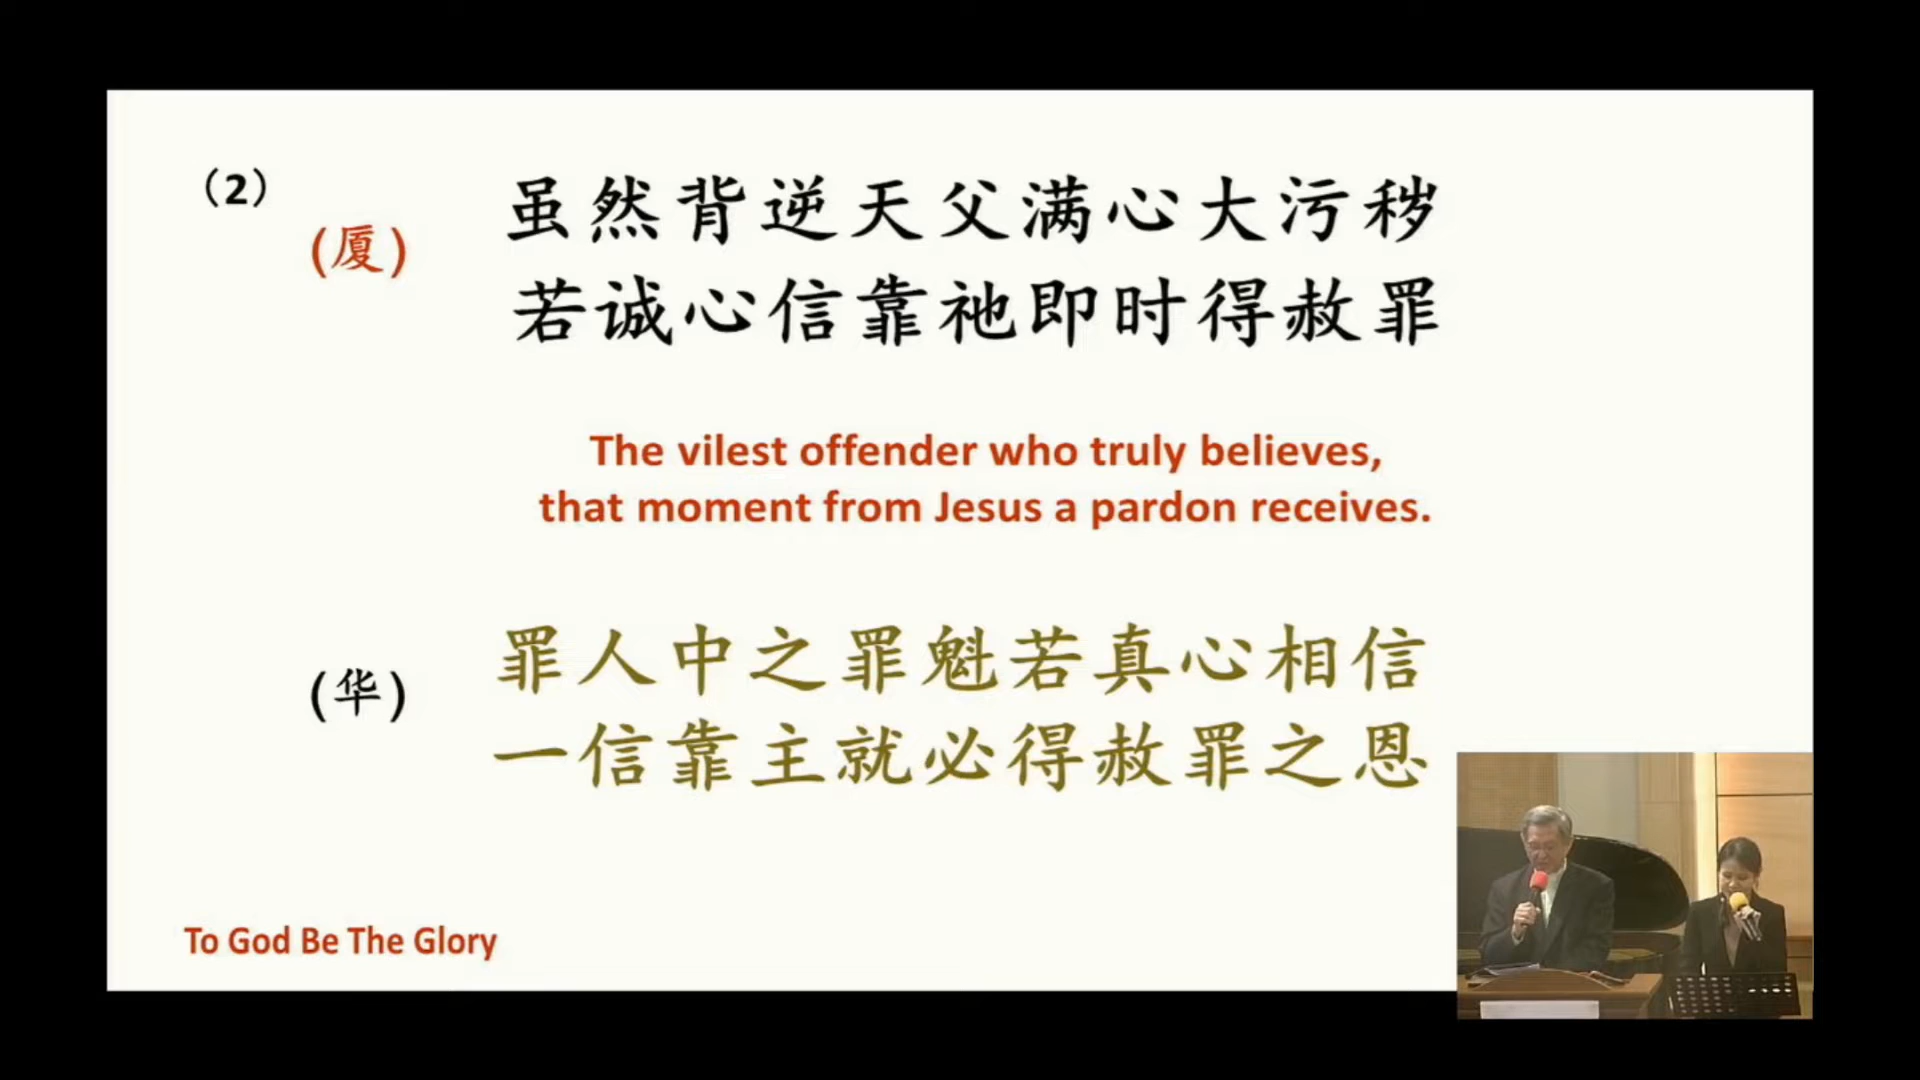 （2）
(厦)
虽然背逆天父满心大污秽
若诚心信靠祂即时得赦罪
The vilest offender who truly believes,
that moment from Jesus a pardon receives.
(华)
罪人中之罪魁若真心相信
一信靠主就必得赦罪之恩
To God Be The Glory